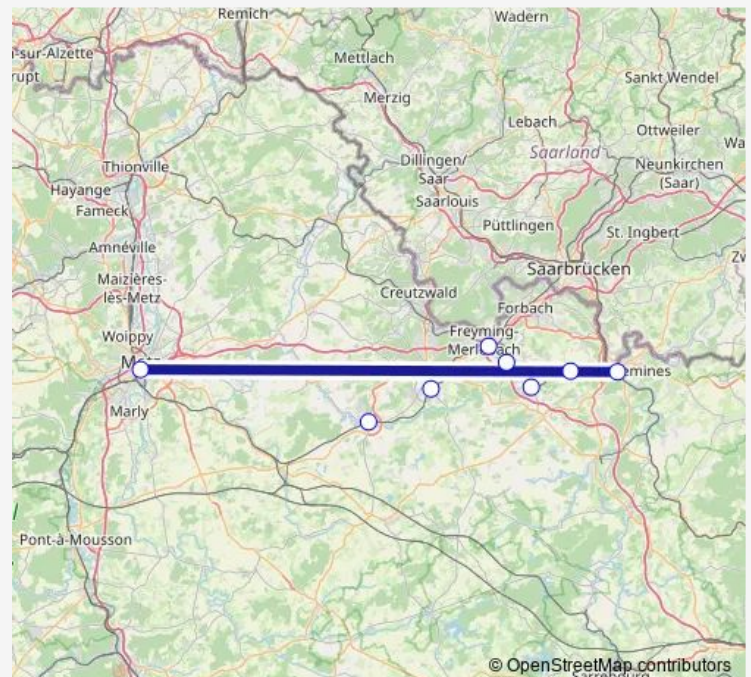 Remich
Wadern
-sur-Alzette
rupt
Mettlach
Sankt Wendel
Merzig
Lebach
Ottweiler
Saarland
Wa
Thionville
Dillingen/
Saar
Neunkirchen
(Saar)
Hayange
Saarlouis
Fameck
Püttlingen
St. Ingbert
Amnéville
Zw
Saarbrücken
Maizières-
lès-Metz
Creutzwald
Forbach
Woippy
Freyming-
Merlebach
Metz
emines
Marly
Pont-à-Mousson
© OpenStreetMap contributors
Sarrebourg